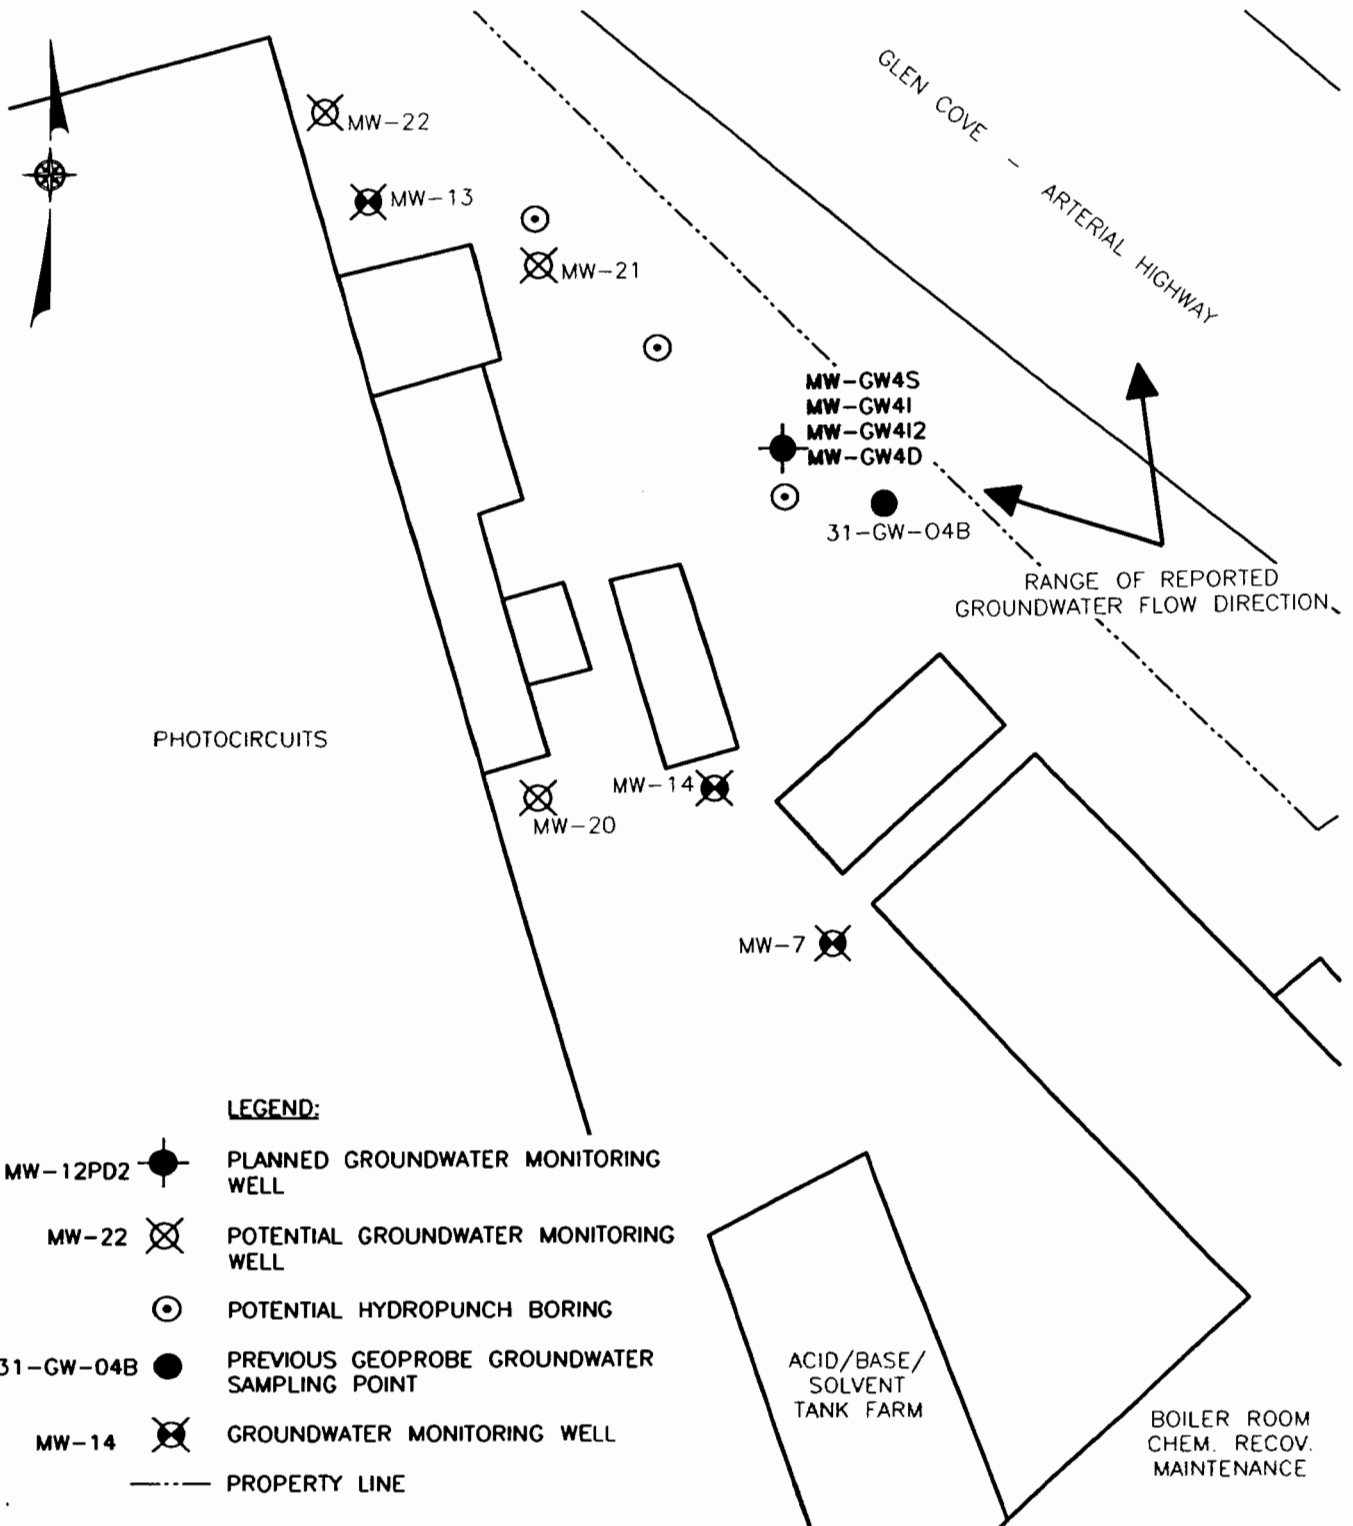 GLEN COVE - ARTERIAL HIGHWAY
MW-22
MW-13
MW-21
MW-GW4S
MW-GW4I
MW-GW4I2
MW-GW4D
31-GW-04B
RANGE OF REPORTED
GROUNDWATER FLOW DIRECTION
PHOTOCIRCUITS
MW-14
MW-20
MW-7
LEGEND:
MW-12PD2 PLANNED GROUNDWATER MONITORING
WELL
MW-22 POTENTIAL GROUNDWATER MONITORING
WELL
POTENTIAL HYDROPUNCH BORING
31-GW-04B PREVIOUS GEOPROBE GROUNDWATER
SAMPLING POINT
MW-14 GROUNDWATER MONITORING WELL
PROPERTY LINE
ACID/BASE/
SOLVENT
TANK FARM
BOILER ROOM
CHEM. RECOV.
MAINTENANCE